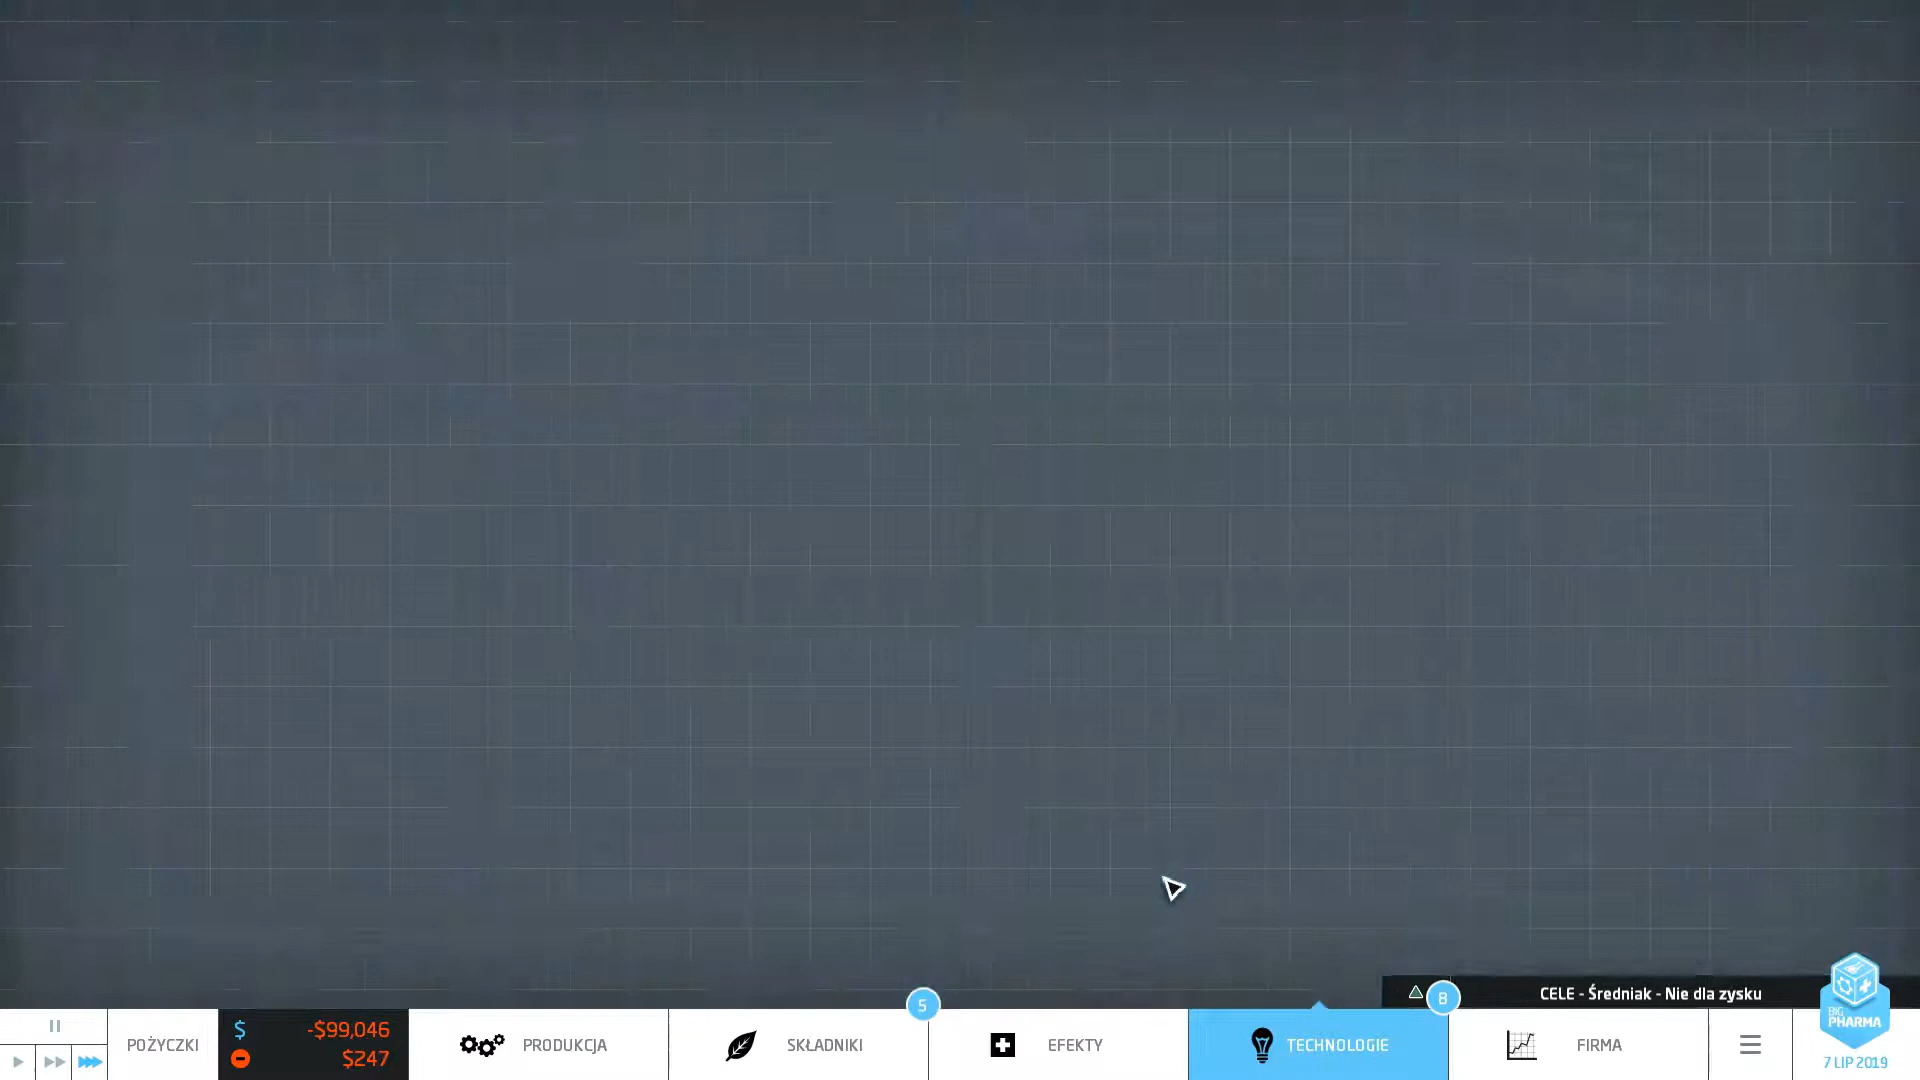 5
8
CELE - Średniak - Nie dla zysku
POŻYCZKI
$
-$99,046
$247
PRODUKCJA
SKŁADNIKI
EFEKTY
TECHNOLOGIE
FIRMA
BIG
PHARMA
7 LIP 2019